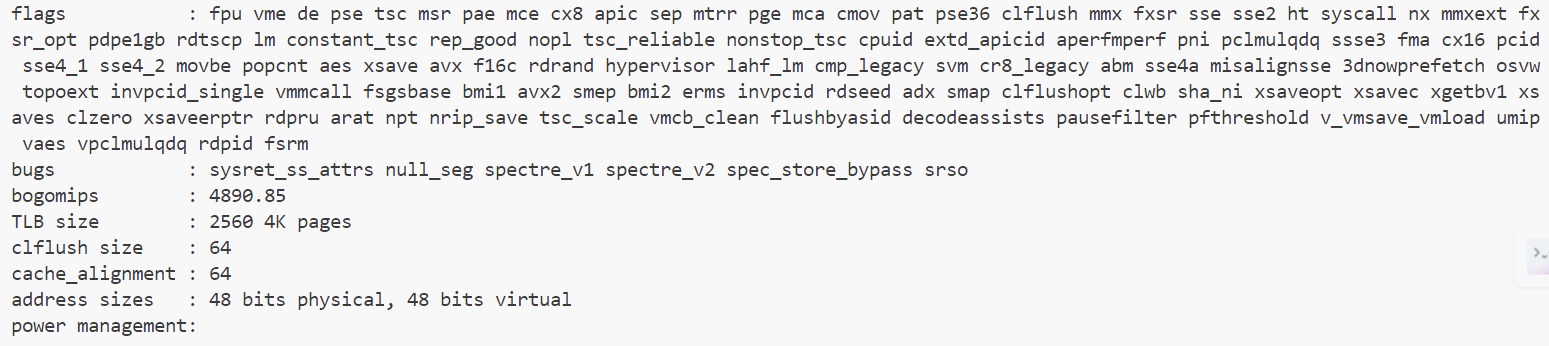 flags           : fpu vme de pse tsc msr pae mce cx8 apic sep mtrr pge mca cmov pat pse36 clflush mmx fxsr sse sse2 ht syscall nx mmxext fx
sr_opt pdpe1gb rdtscp lm constant_tsc rep_good nopl tsc_reliable nonstop_tsc cpuid extd_apicid aperfmperf pni pclmulqdq ssse3 fma cx16 pcid
 sse4_1 sse4_2 movbe popcnt aes xsave avx f16c rdrand hypervisor lahf_lm cmp_legacy svm cr8_legacy abm sse4a misalignsse 3dnowprefetch osvw
 topoext invpcid_single vmmcall fsgsbase bmi1 avx2 smep bmi2 erms invpcid rdseed adx smap clflushopt clwb sha_ni xsaveopt xsavec xgetbv1 xs
aves clzero xsaveerptr rdpru arat npt nrip_save tsc_scale vmcb_clean flushbyasid decodeassists pausefilter pfthreshold v_vmsave_vmload umip
 vaes vpclmulqdq rdpid fsrm
bugs            : sysret_ss_attrs null_seg spectre_v1 spectre_v2 spec_store_bypass srso
bogomips        : 4890.85
TLB size        : 2560 4K pages
clflush size    : 64
cache_alignment : 64
address sizes   : 48 bits physical, 48 bits virtual
power management: